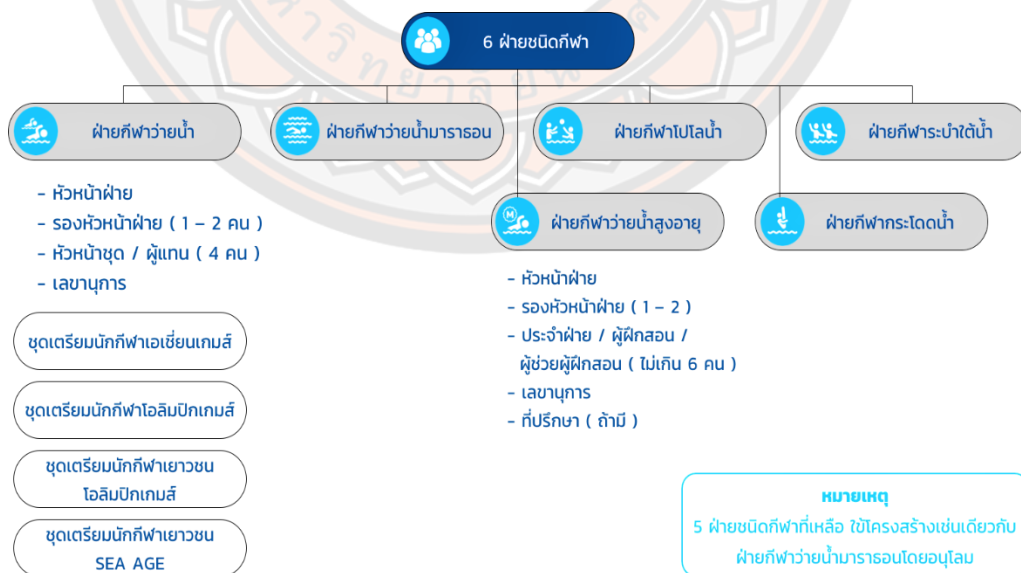 6 ฝ่ายชนิดกีฬา
ฝ่ายกีฬาว่ายน้ำ
ฝ่ายกีฬาว่ายน้ำมาราธอน
ฝ่ายกีฬาโปโลน้ำ
ฝ่ายกีฬาระบำใต้น้ำ
- หัวหน้าฝ่าย
- รองหัวหน้าฝ่าย ( 1 – 2 คน )
- หัวหน้าชุด / ผู้แทน ( 4 คน )
- เลขานุการ
ชุดเตรียมนักกีฬาเอเชี่ยนเกมส์
ชุดเตรียมนักกีฬาโอลิมปิกเกมส์
ชุดเตรียมนักกีฬาเยาวชน
โอลิมปิกเกมส์
ชุดเตรียมนักกีฬาเยาวชน
SEA AGE
M
ฝ่ายกีฬาว่ายน้ำสูงอายุ
ฝ่ายกีฬากระโดดน้ำ
- หัวหน้าฝ่าย
- รองหัวหน้าฝ่าย ( 1 – 2 )
- ประจำฝ่าย / ผู้ฝึกสอน /
ผู้ช่วยผู้ฝึกสอน ( ไม่เกิน 6 คน )
- เลขานุการ
- ที่ปรึกษา ( ถ้ามี )
หมายเหตุ
5 ฝ่ายชนิดกีฬาที่เหลือ ใช้โครงสร้างเช่นเดียวกับ
ฝ่ายกีฬาว่ายน้ำมาราธอนโดยอนุโลม